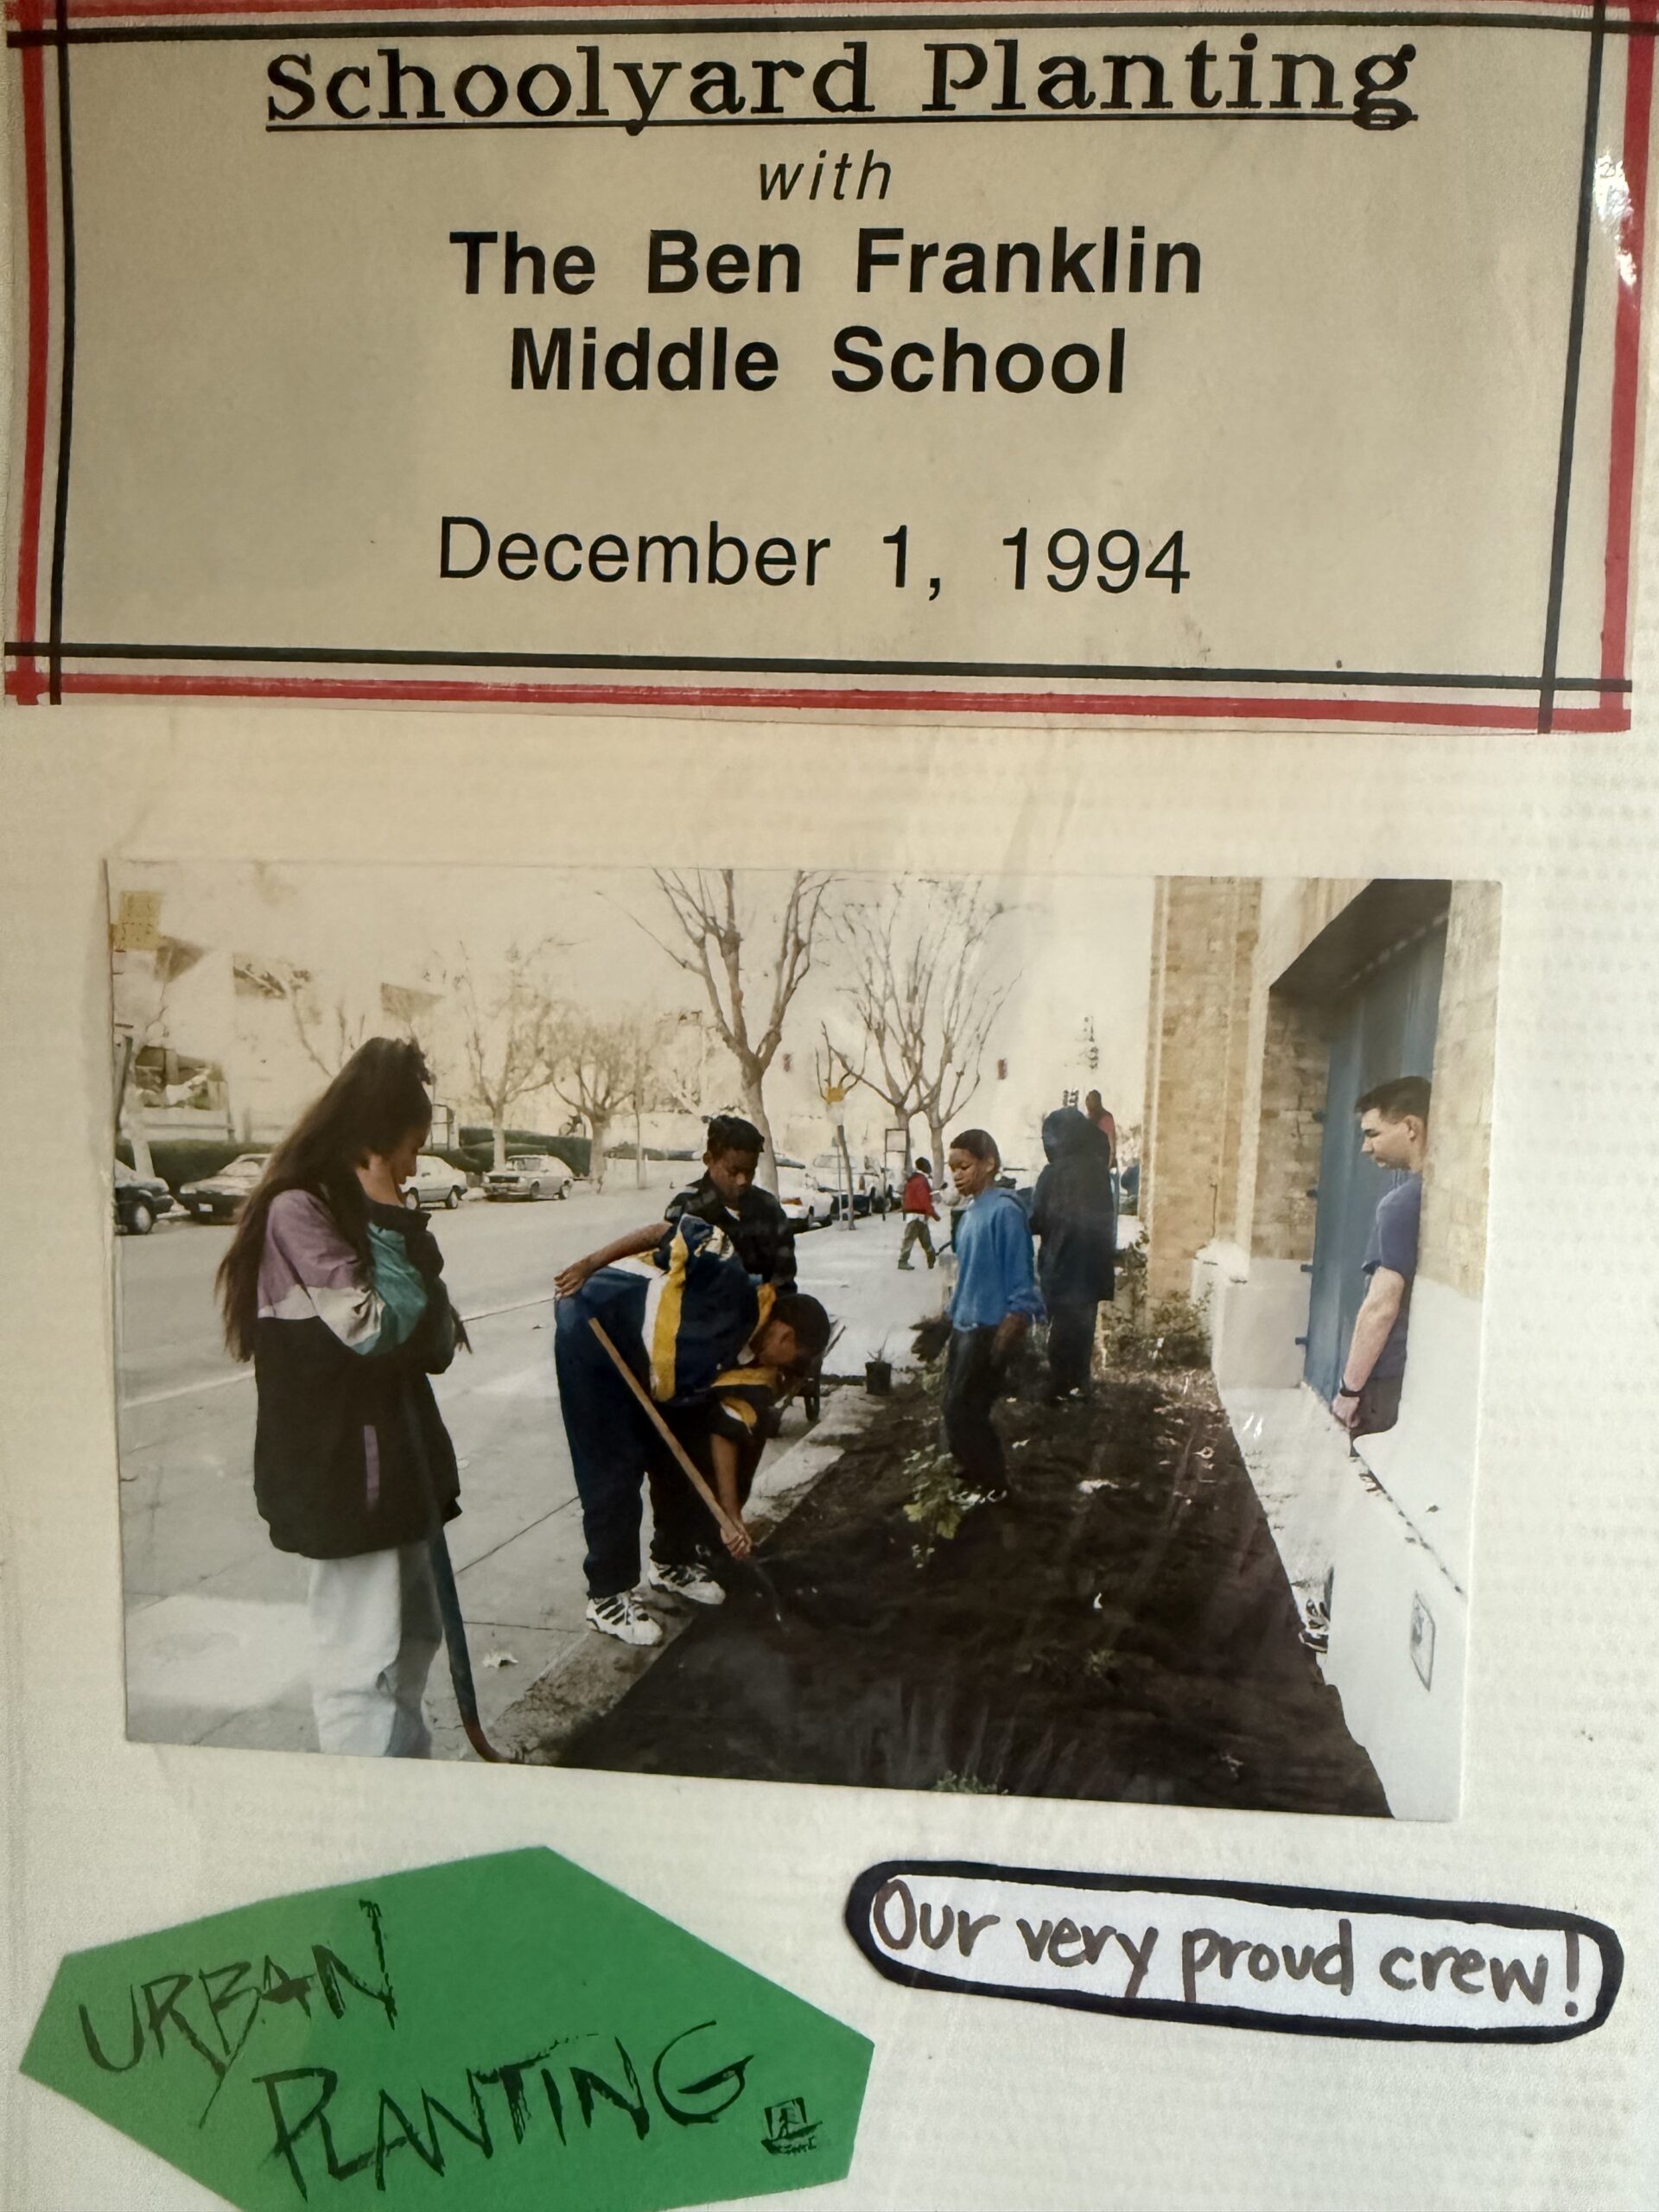 Schoolyard Planting
with
The Ben Franklin
Middle School
December 1, 1994
Our very proud crew!
URBAN
PLANTING